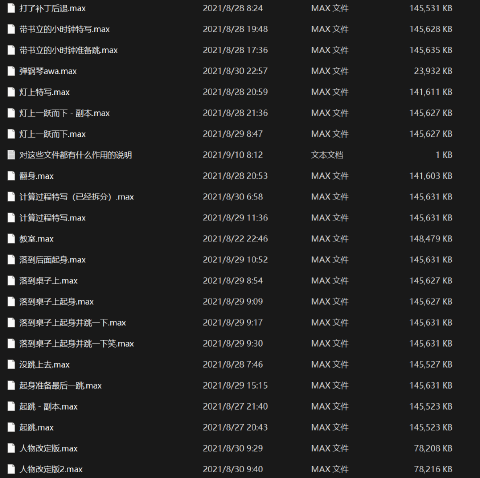 打了补丁后退.max 2021/8/28 8:24 MAX 文件 145,531 KB
带书立的小时钟特写.max 2021/8/28 19:48 MAX 文件 145,628 KB
带书立的小时钟准备跳.max 2021/8/28 17:36 MAX 文件 145,635 KB
弹钢琴awa.max 2021/8/30 22:57 MAX 文件 23,932 KB
灯上特写.max 2021/8/28 20:59 MAX 文件 141,611 KB
灯上一跃而下 - 副本.max 2021/8/28 21:36 MAX 文件 145,627 KB
灯上一跃而下.max 2021/8/29 8:47 MAX 文件 145,627 KB
对这些文件都有什么作用的说明 2021/9/10 8:12 文本文档 1 KB
翻身.max 2021/8/28 20:53 MAX 文件 141,603 KB
计算过程特写（已经拆分）.max 2021/8/30 6:58 MAX 文件 145,631 KB
计算过程特写.max 2021/8/29 11:36 MAX 文件 145,631 KB
教室.max 2021/8/22 22:46 MAX 文件 148,479 KB
落到后面起身.max 2021/8/29 10:52 MAX 文件 145,631 KB
落到桌子上.max 2021/8/29 8:54 MAX 文件 145,627 KB
落到桌子上起身.max 2021/8/29 9:09 MAX 文件 145,627 KB
落到桌子上起身并跳一下.max 2021/8/29 9:17 MAX 文件 145,631 KB
落到桌子上起身并跳一下笑.max 2021/8/29 9:30 MAX 文件 145,631 KB
没跳上去.max 2021/8/28 7:46 MAX 文件 145,527 KB
起身准备最后一跳.max 2021/8/29 15:15 MAX 文件 145,631 KB
起跳 - 副本.max 2021/8/27 21:40 MAX 文件 145,523 KB
起跳.max 2021/8/27 20:43 MAX 文件 145,523 KB
人物改定版.max 2021/8/30 9:29 MAX 文件 78,208 KB
人物改定版2.max 2021/8/30 9:40 MAX 文件 78,216 KB